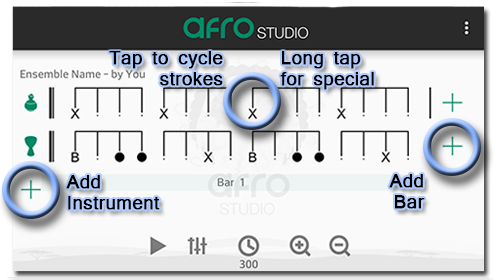 afro STUDIO
Tap to cycle strokes
Long tap for special
Ensemble Name - by You
X X X X
B X B X
Add Instrument
Bar 1
Add Bar
afro STUDIO
300